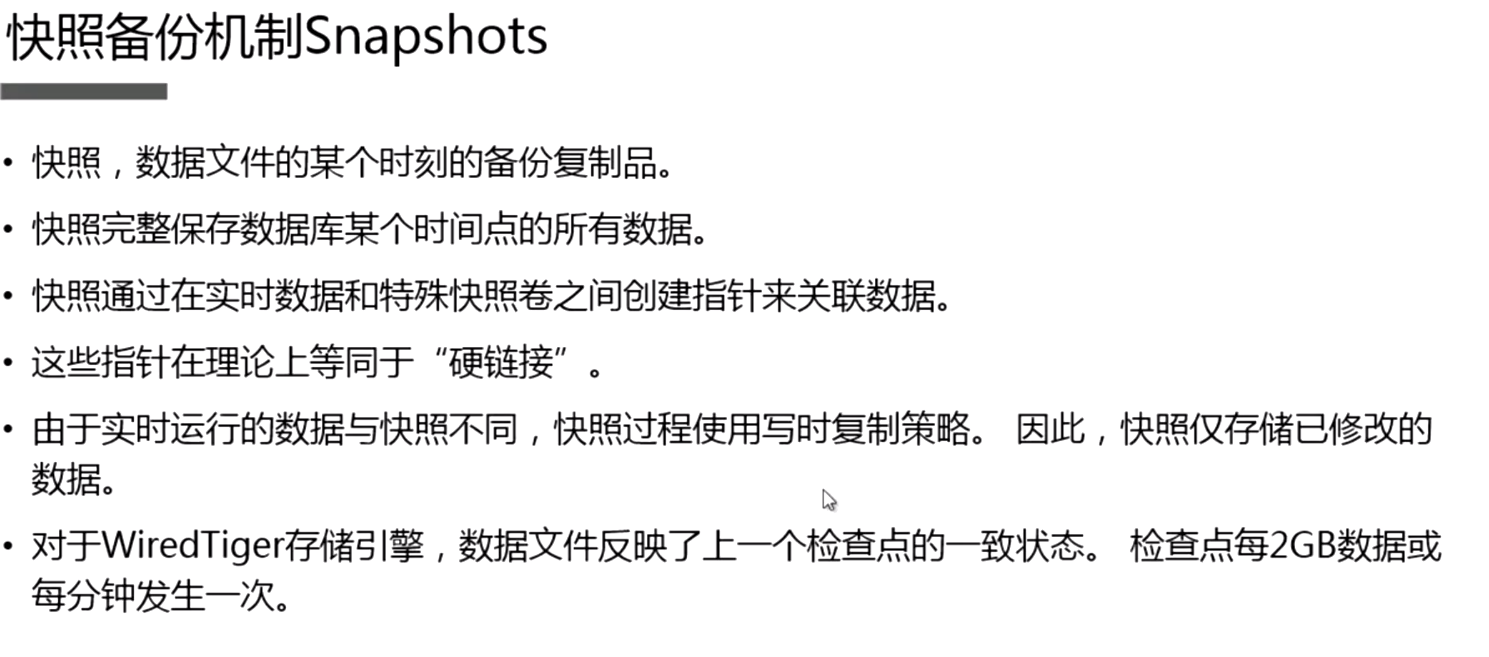 快照备份机制Snapshots
• 快照，数据文件的某个时刻的备份复制品。
• 快照完整保存数据库某个时间点的所有数据。
• 快照通过在实时数据和特殊快照卷之间创建指针来关联数据。
• 这些指针在理论上等同于“硬链接”。
• 由于实时运行的数据与快照不同，快照过程使用写时复制策略。 因此，快照仅存储已修改的
数据。
• 对于WiredTiger存储引擎，数据文件反映了上一个检查点的一致状态。 检查点每2GB数据或
每分钟发生一次。